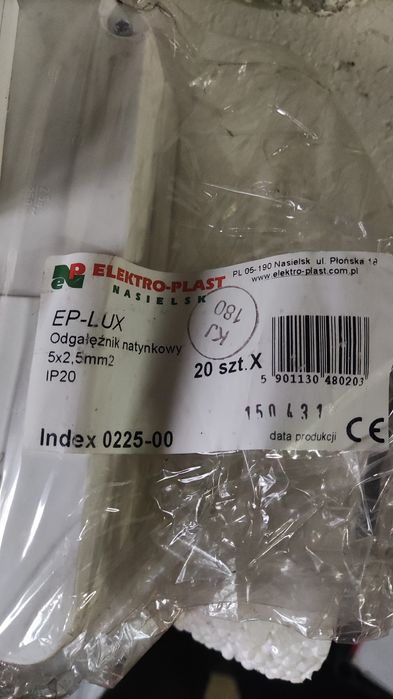 eP ELEKTRO-PLAST
NASIELSK
PL 05-190 Nasielsk ul. Płońska
www.elektro-plast.com.pl
EP-LUX
Odgałęźnik natynkowy
5x2,5mm2
IP20
KJ
180
20 szt.X
5 901130 480203
150431
data produkcji CE
Index 0225-00